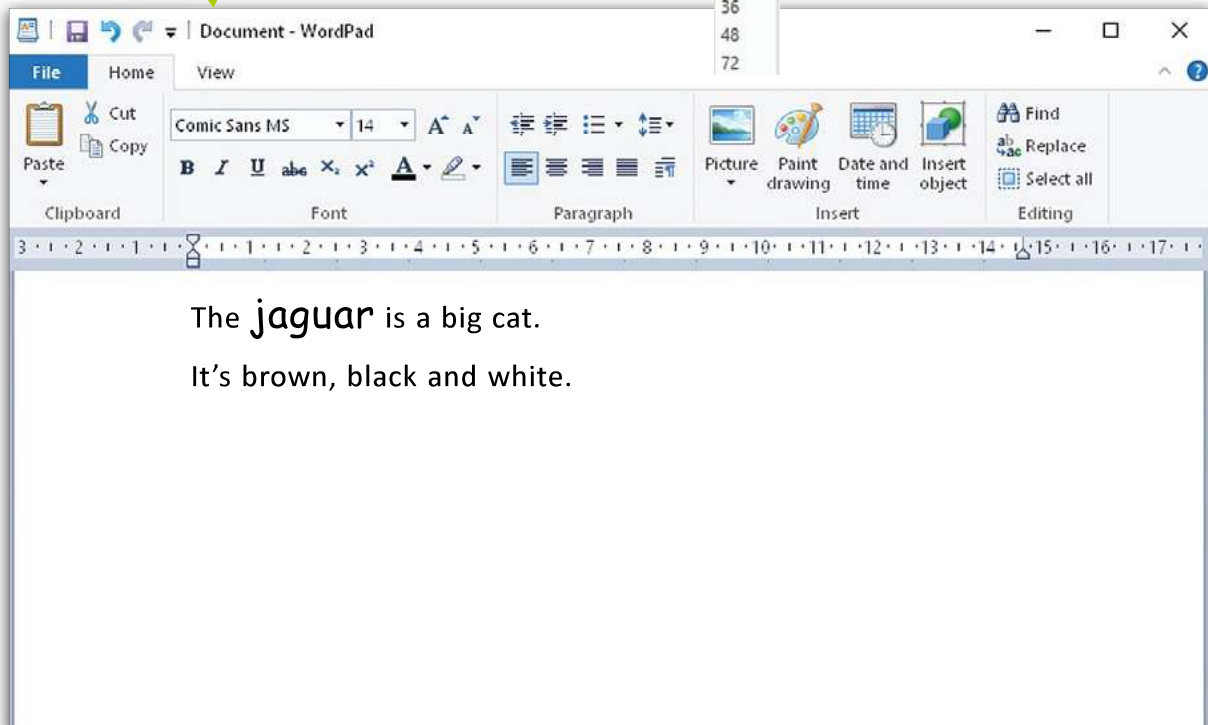 36
48
72
Document - WordPad
File Home View
Paste
Cut
Copy
Clipboard
Comic Sans MS 14 A A
B I U abc X₂ X² A
Font
Paragraph
Picture
Paint drawing
Date and time
Insert object
Insert
Find
Replace
Select all
Editing
3 2 1 1 2 3 4 5 6 7 8 9 10 11 12 13 14 15 16 17
The jaguar is a big cat.
It's brown, black and white.